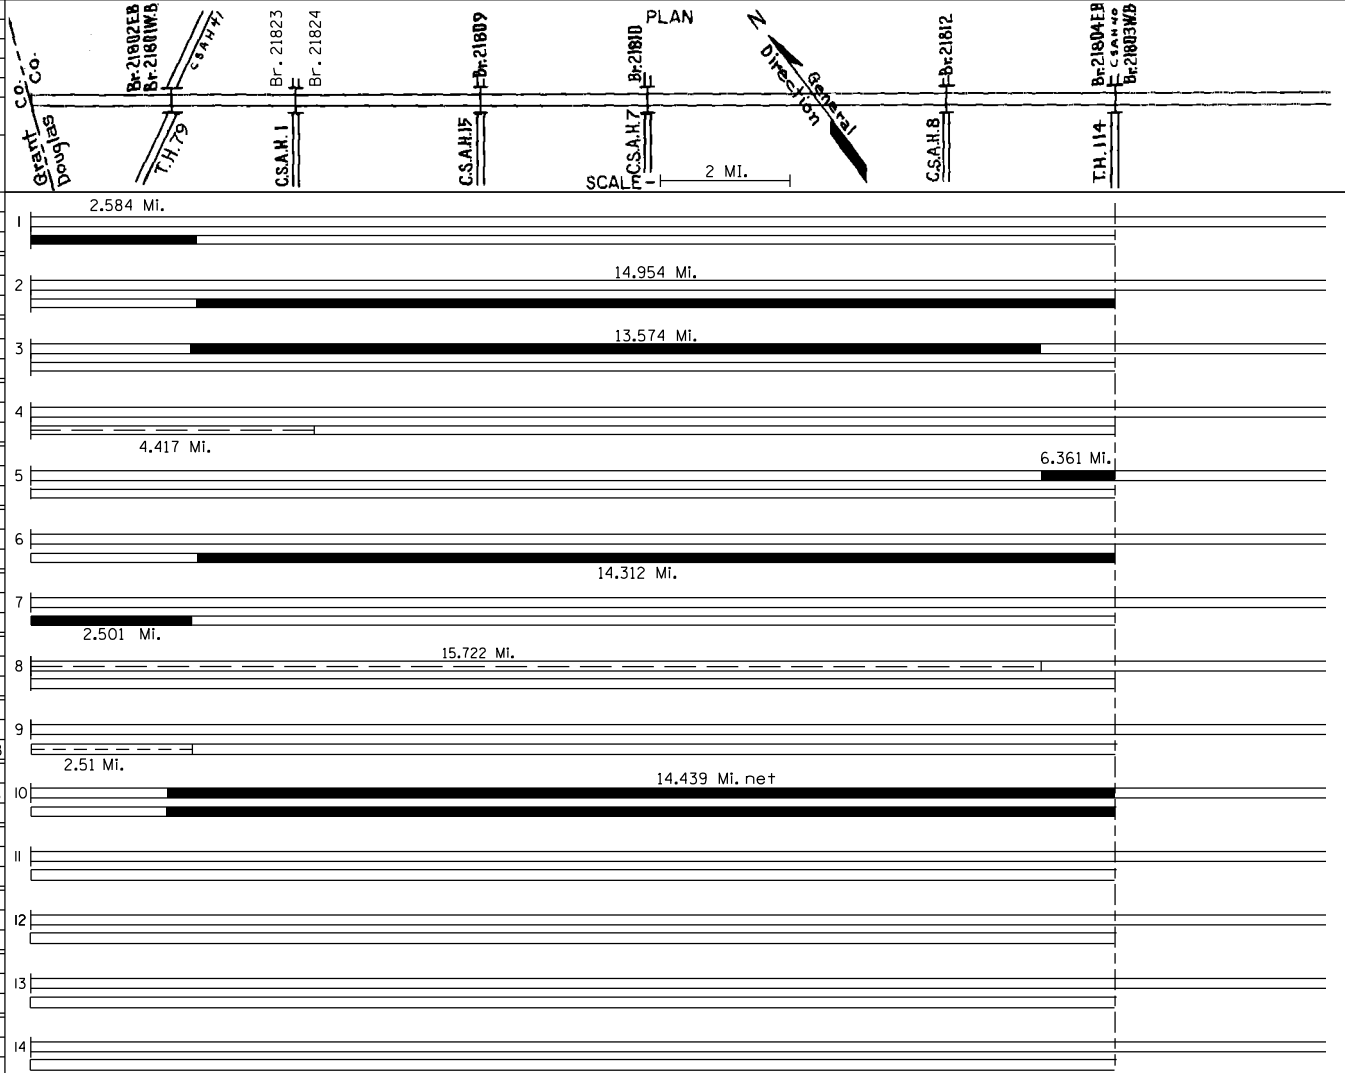 PLAN
Grant Co.
Douglas Co.
Br.21802EB
Br.21801W.B
CSAH 41
T.H. 79
Br. 21823
Br. 21824
C.S.A.H. 1
Br.21809
C.S.A.H.15
Br.21810
C.S.A.H.7
N
General
Direction
Br.21812
C.S.A.H.8
Br.21804EB
CSAH 40
Br.21803WB
T.H. 114
SCALE- 2 MI.
2.584 Mi.
1
14.954 Mi.
2
13.574 Mi.
3
4
4.417 Mi.
6.361 Mi.
5
6
14.312 Mi.
7
2.501 Mi.
15.722 Mi.
8
9
2.51 Mi.
14.439 Mi. net
10
11
12
13
14